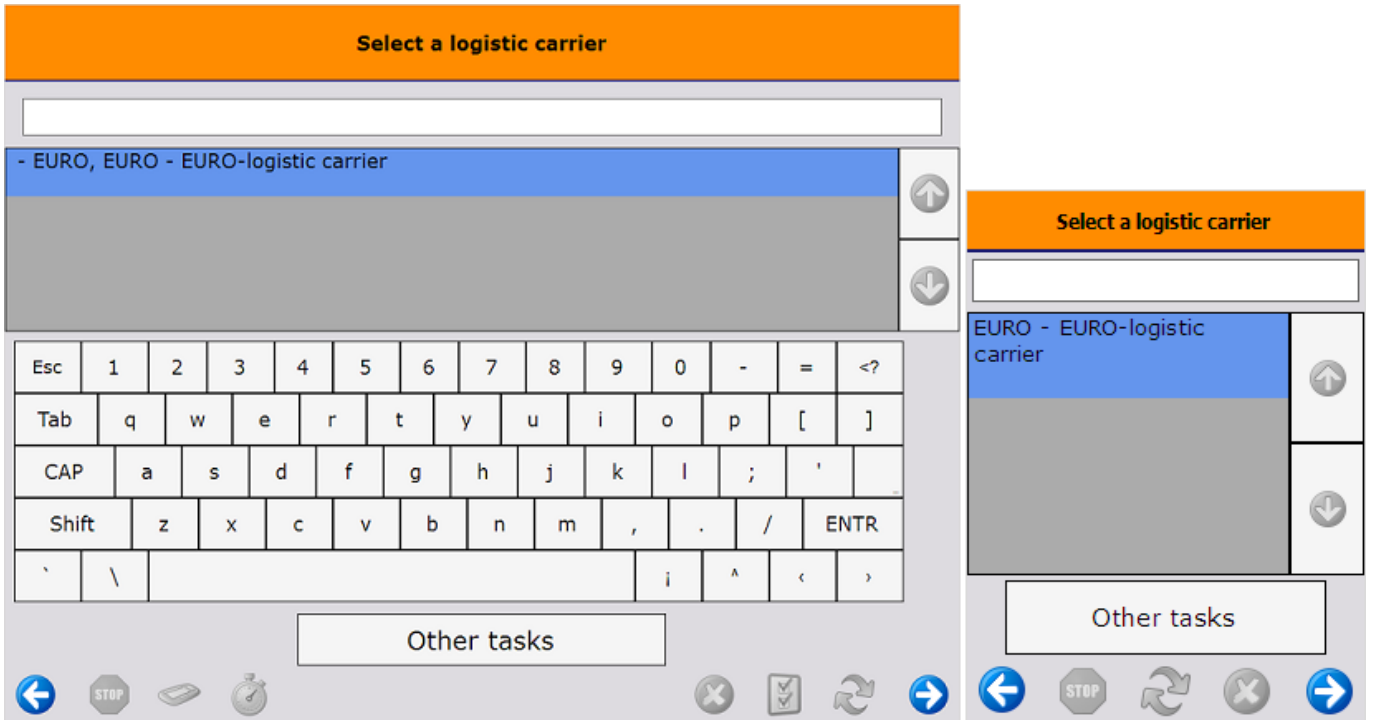 Select a logistic carrier
- EURO, EURO - EURO-logistic carrier
Esc 1 2 3 4 5 6 7 8 9 0 - = <?
Tab q w e r t y u i o p [ ]
CAP a s d f g h j k l ; '
Shift z x c v b n m , . / ENTR
` \ ¡ ^ ‹ ›
Other tasks
STOP
Select a logistic carrier
EURO - EURO-logistic
carrier
Other tasks
STOP